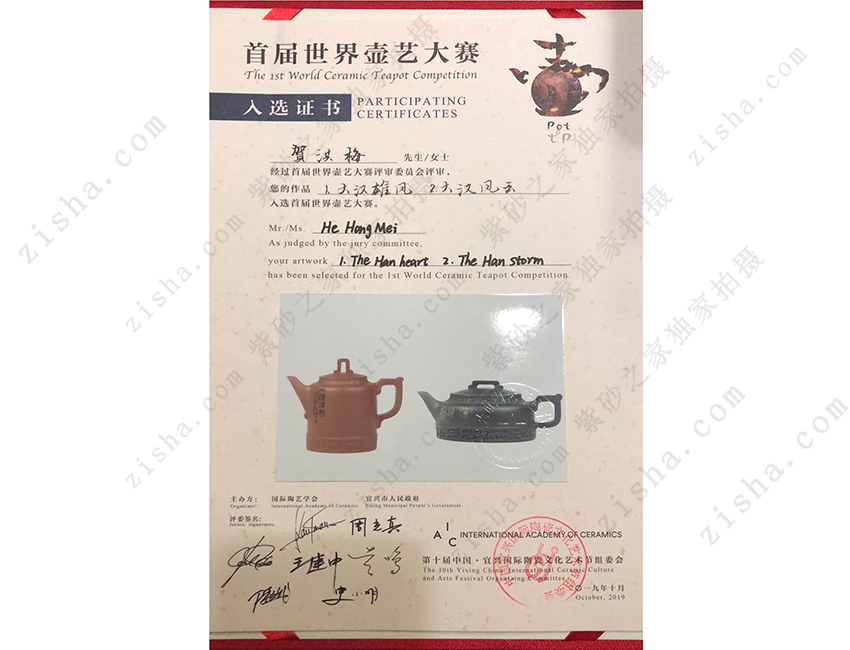 首届世界壶艺大赛
The 1st World Ceramic Teapot Competition
入选证书 PARTICIPATING CERTIFICATES
Pot
贺洪梅 先生/女士
经过首届世界壶艺大赛评审委员会评审，
您的作品 1.大汉雄风 2.大汉风云
入选首届世界壶艺大赛。
Mr./Ms. He Hong Mei
As judged by the jury committee,
your artwork 1. The Han heart 2. The Han storm
has been selected for the 1st World Ceramic Teapot Competition.
主办方： 国际陶艺学会 宜兴市人民政府
Organizer: International Academy of Ceramics Yixing Municipal People's Government
评委签名：
Jurors' signatures:
AIC INTERNATIONAL ACADEMY OF CERAMICS
第十届中国·宜兴国际陶瓷文化艺术节组委会
The 10th Yixing China International Ceramic Culture
and Arts Festival Organizing Committee
二〇一九年十月
October, 2019
紫砂之家独家拍摄
zisha.com